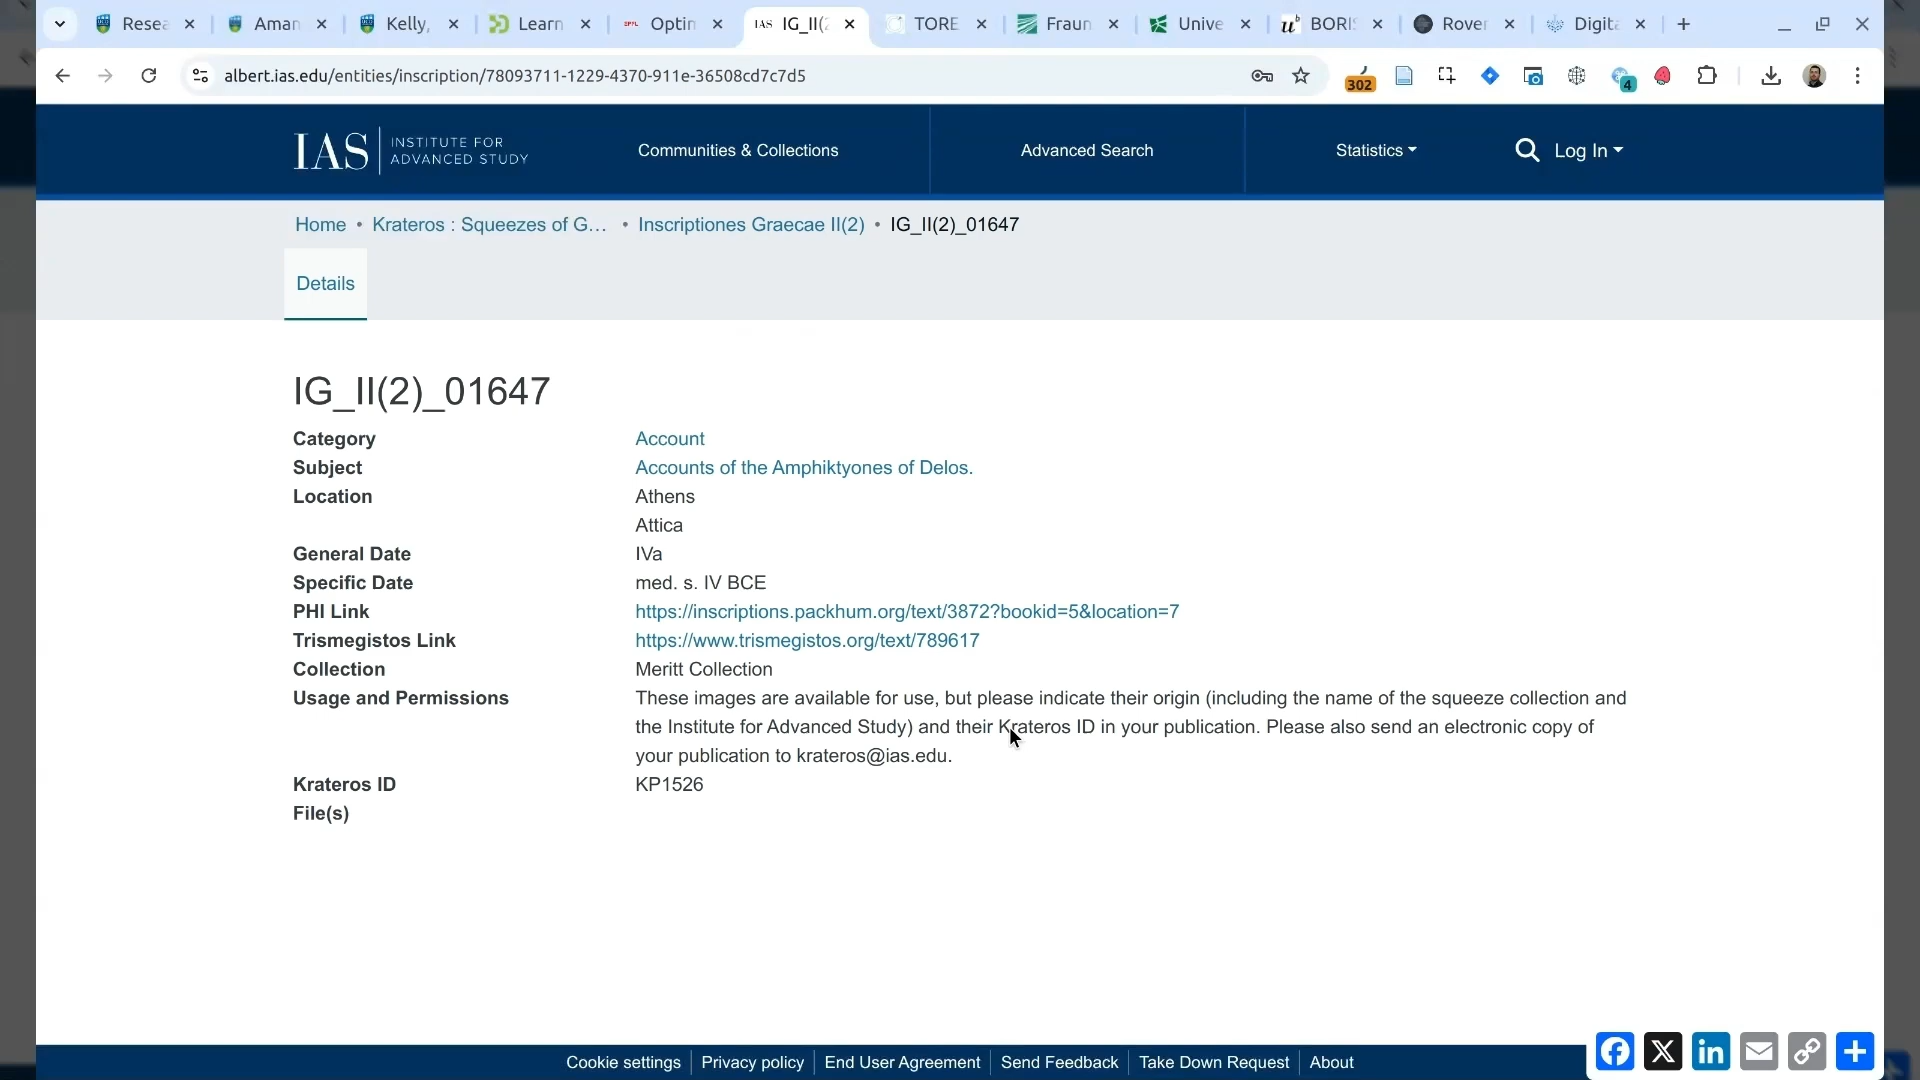 Resea
Aman
Kelly,
Learn
EPFL Optin
IAS IG_II(2
TORE
Fraun
Unive
BORIS
Rover
Digita
albert.ias.edu/entities/inscription/78093711-1229-4370-911e-36508cd7c7d5
302
4
IAS INSTITUTE FOR ADVANCED STUDY
Communities & Collections
Advanced Search
Statistics
Log In
Home • Krateros : Squeezes of G... • Inscriptiones Graecae II(2) • IG_II(2)_01647
Details
IG_II(2)_01647
Category Account
Subject Accounts of the Amphiktyones of Delos.
Location Athens
Attica
General Date IVa
Specific Date med. s. IV BCE
PHI Link https://inscriptions.packhum.org/text/3872?bookid=5&location=7
Trismegistos Link https://www.trismegistos.org/text/789617
Collection Meritt Collection
Usage and Permissions These images are available for use, but please indicate their origin (including the name of the squeeze collection and
the Institute for Advanced Study) and their Krateros ID in your publication. Please also send an electronic copy of
your publication to krateros@ias.edu.
Krateros ID KP1526
File(s)
Cookie settings
Privacy policy
End User Agreement
Send Feedback
Take Down Request
About